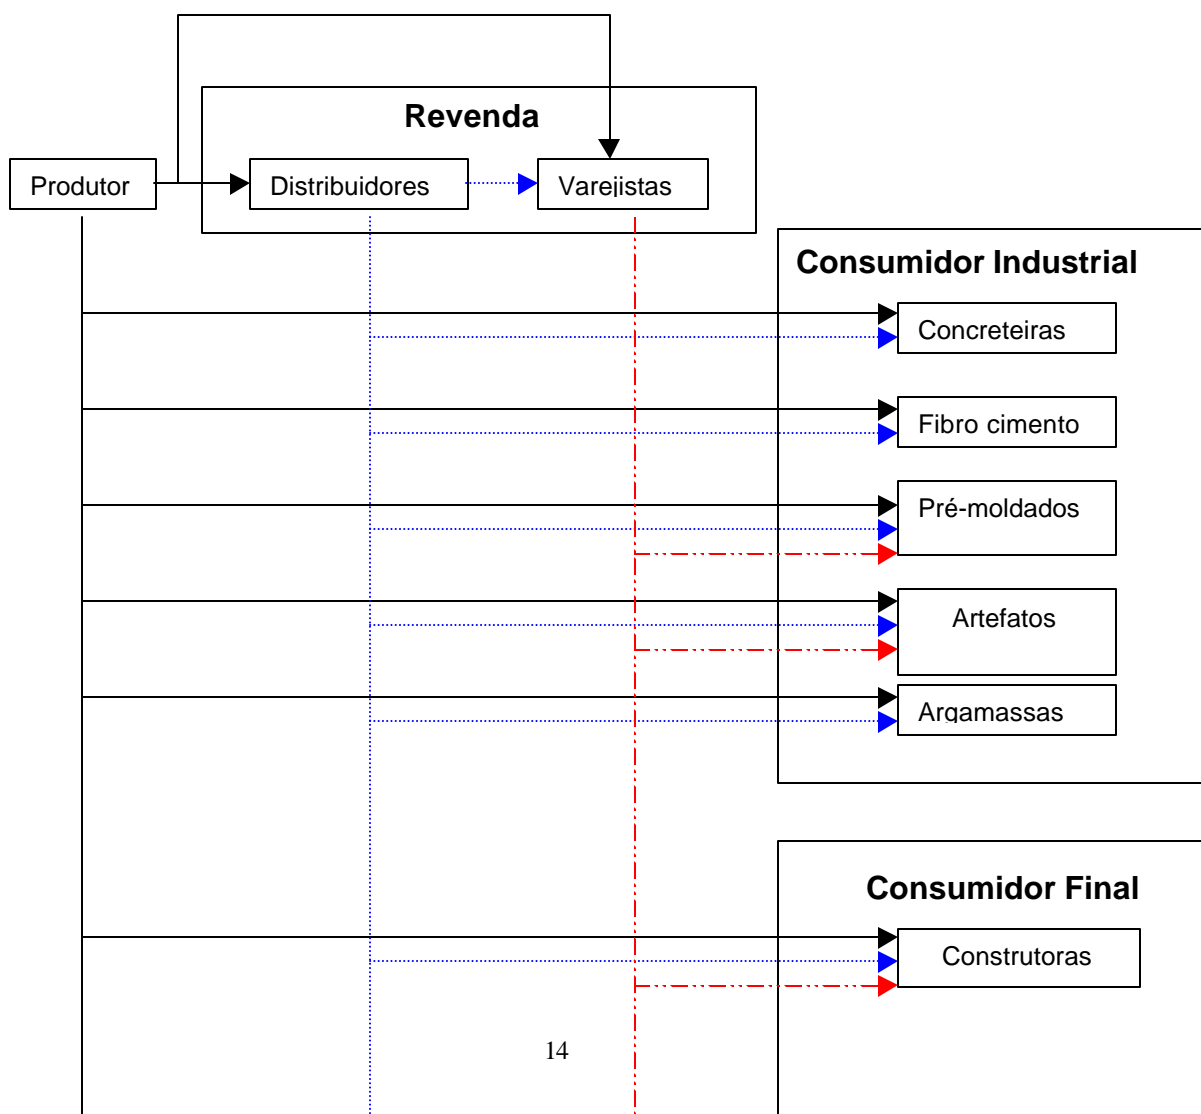 Revenda
Produtor
Distribuidores
Varejistas
Consumidor Industrial
Concreteiras
Fibro cimento
Pré-moldados
Artefatos
Argamassas
Consumidor Final
Construtoras
14